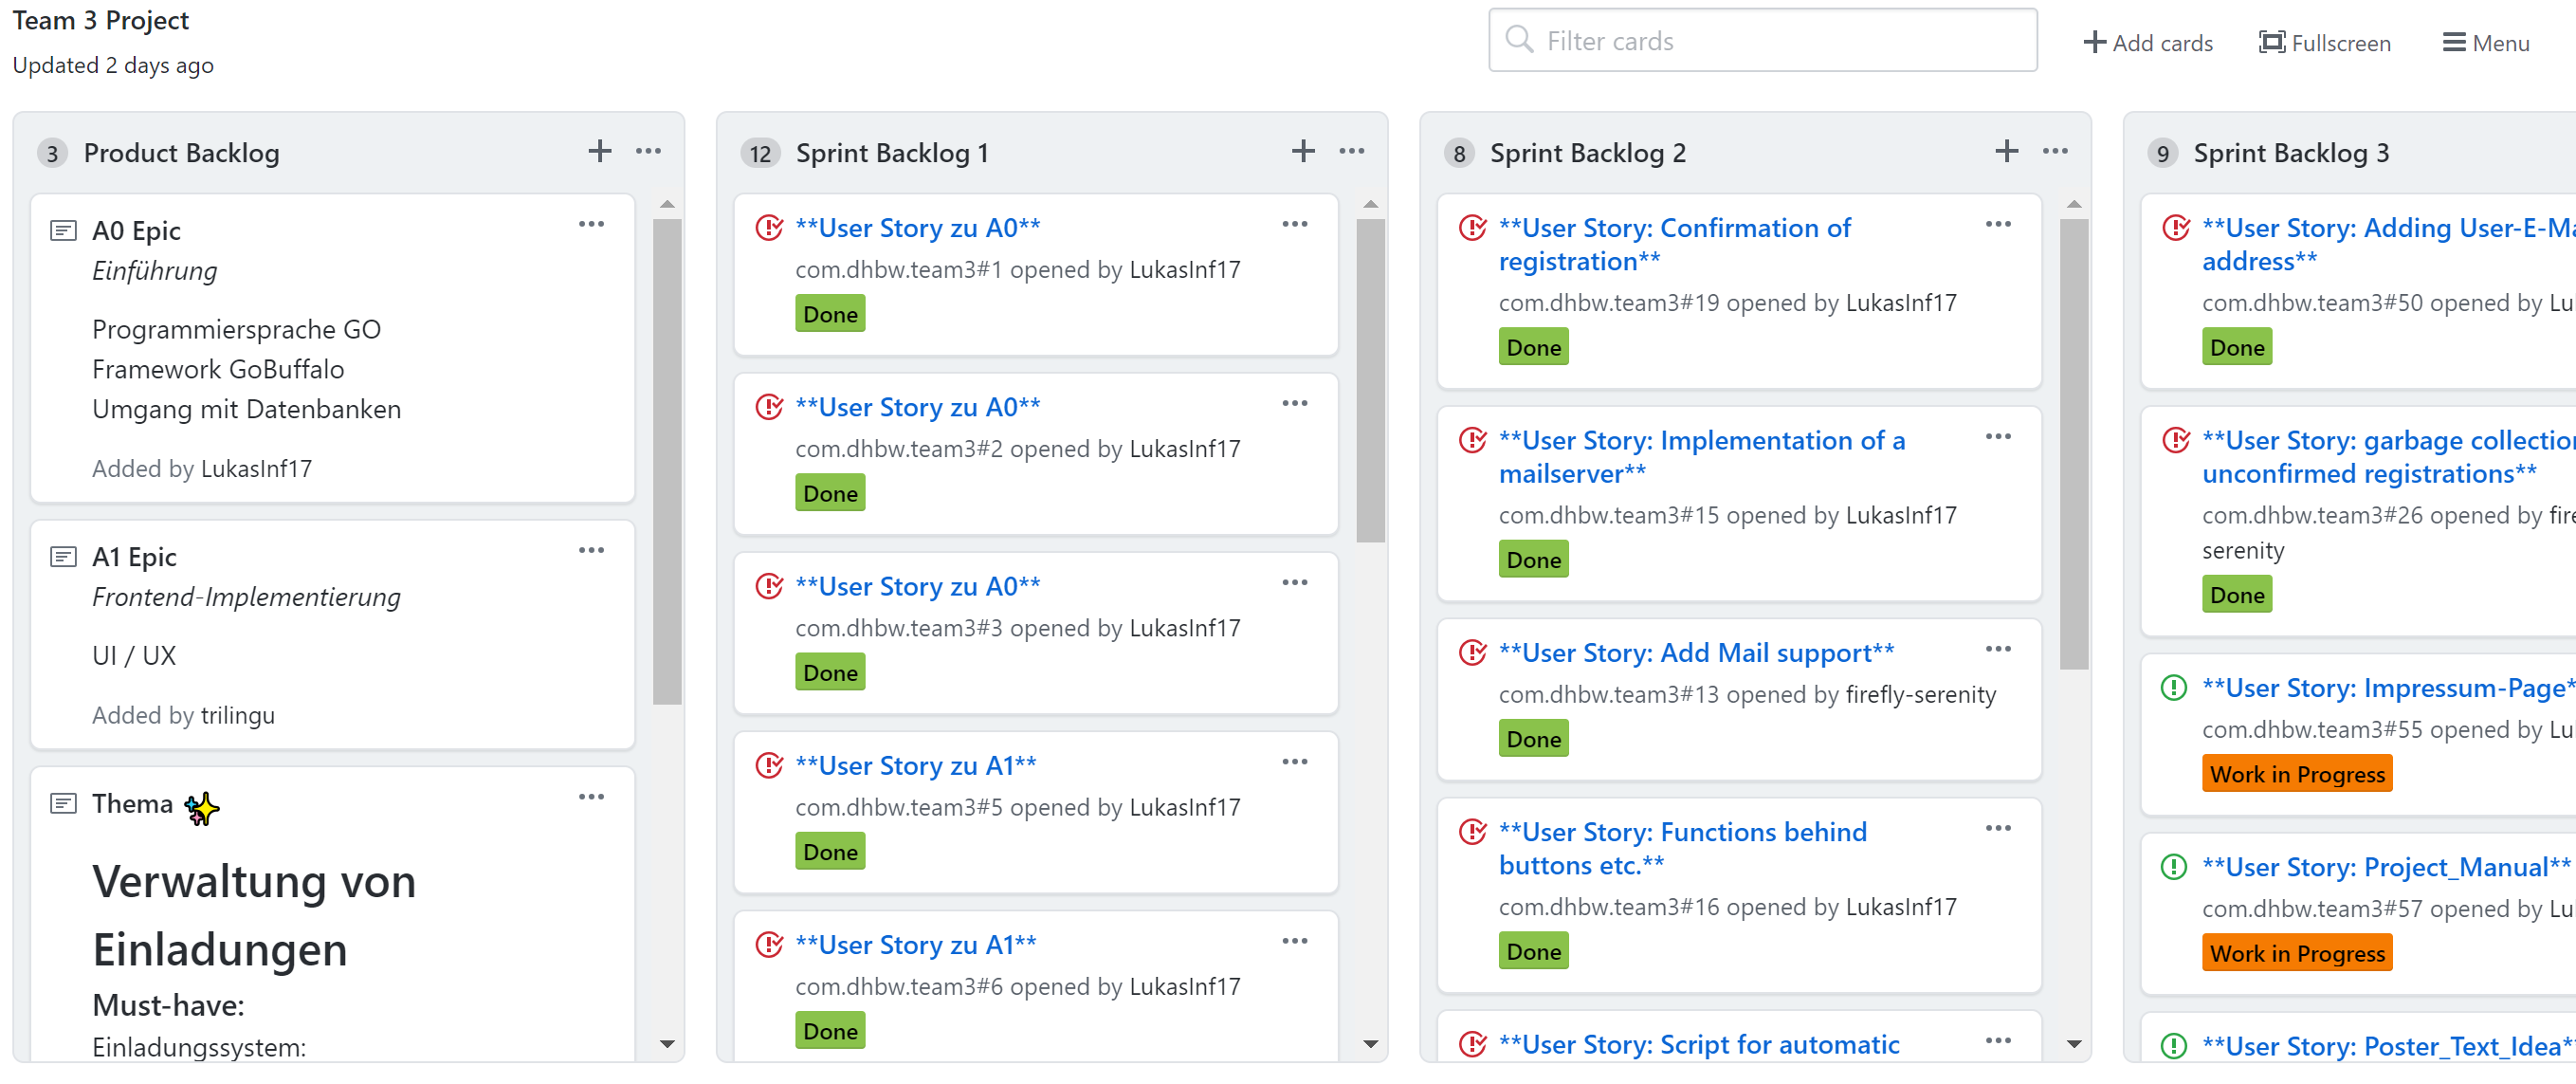 Team 3 Project
Updated 2 days ago
Filter cards
Add cards
Fullscreen
Menu
3 Product Backlog
A0 Epic
Einführung
Programmiersprache GO
Framework GoBuffalo
Umgang mit Datenbanken
Added by LukasInf17
A1 Epic
Frontend-Implementierung
UI / UX
Added by trilingu
Thema
Verwaltung von
Einladungen
Must-have:
Einladungssystem:
12 Sprint Backlog 1
**User Story zu A0**
com.dhbw.team3#1 opened by LukasInf17
Done
**User Story zu A0**
com.dhbw.team3#2 opened by LukasInf17
Done
**User Story zu A0**
com.dhbw.team3#3 opened by LukasInf17
Done
**User Story zu A1**
com.dhbw.team3#5 opened by LukasInf17
Done
**User Story zu A1**
com.dhbw.team3#6 opened by LukasInf17
Done
8 Sprint Backlog 2
**User Story: Confirmation of
registration**
com.dhbw.team3#19 opened by LukasInf17
Done
**User Story: Implementation of a
mailserver**
com.dhbw.team3#15 opened by LukasInf17
Done
**User Story: Add Mail support**
com.dhbw.team3#13 opened by firefly-serenity
Done
**User Story: Functions behind
buttons etc.**
com.dhbw.team3#16 opened by LukasInf17
Done
**User Story: Script for automatic
9 Sprint Backlog 3
**User Story: Adding User-E-Ma
address**
com.dhbw.team3#50 opened by Lu
Done
**User Story: garbage collection
unconfirmed registrations**
com.dhbw.team3#26 opened by fire
serenity
Done
**User Story: Impressum-Page*
com.dhbw.team3#55 opened by Lu
Work in Progress
**User Story: Project_Manual**
com.dhbw.team3#57 opened by Lu
Work in Progress
**User Story: Poster_Text_Idea*